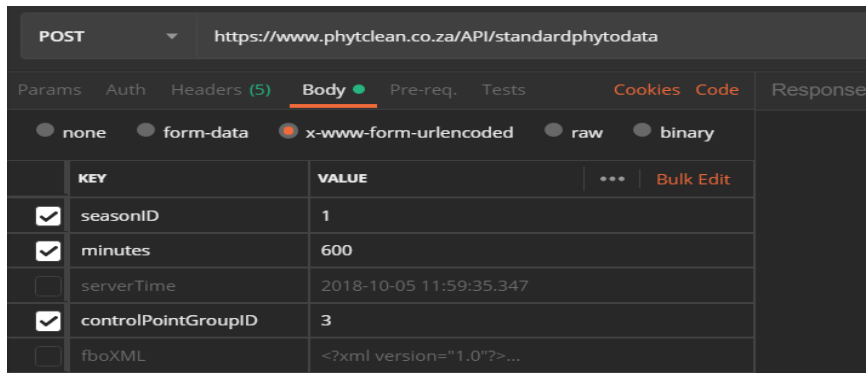 POST https://www.phytclean.co.za/API/standardphytodata
Params Auth Headers (5) Body Pre-req. Tests Cookies Code Response
none form-data x-www-form-urlencoded raw binary
KEY VALUE ••• Bulk Edit
seasonID 1
minutes 600
serverTime 2018-10-05 11:59:35.347
controlPointGroupID 3
fboXML <?xml version="1.0"?>...